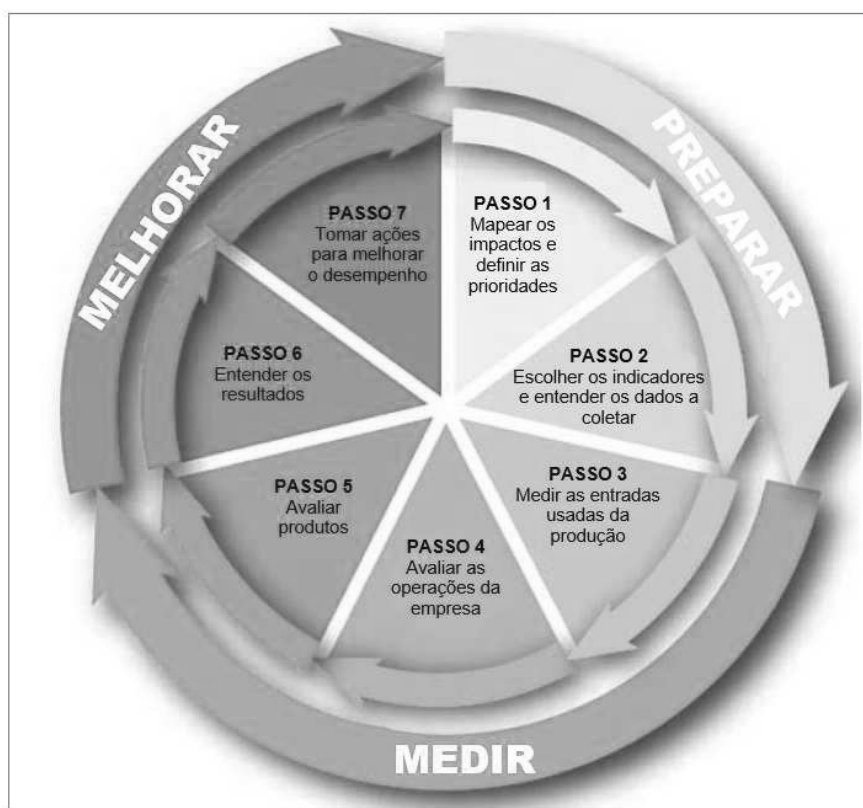 MELHORAR
PREPARAR
MEDIR
PASSO 1
Mapear os
impactos e
definir as
prioridades
PASSO 2
Escolher os indicadores
e entender os dados a
coletar
PASSO 3
Medir as entradas
usadas da
produção
PASSO 4
Avaliar as
operações da
empresa
PASSO 5
Avaliar
produtos
PASSO 6
Entender os
resultados
PASSO 7
Tomar ações
para melhorar
o desempenho